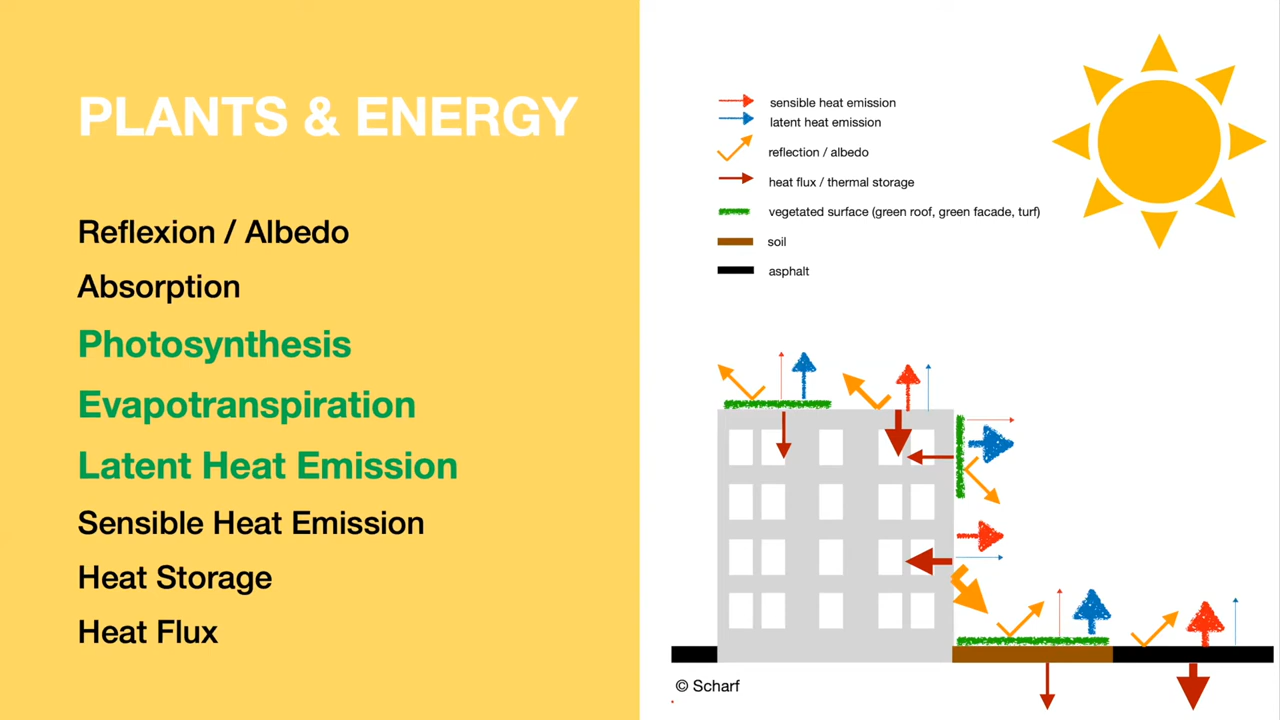 PLANTS & ENERGY
Reflexion / Albedo
Absorption
Photosynthesis
Evapotranspiration
Latent Heat Emission
Sensible Heat Emission
Heat Storage
Heat Flux
sensible heat emission
latent heat emission
reflection / albedo
heat flux / thermal storage
vegetated surface (green roof, green facade, turf)
soil
asphalt
© Scharf